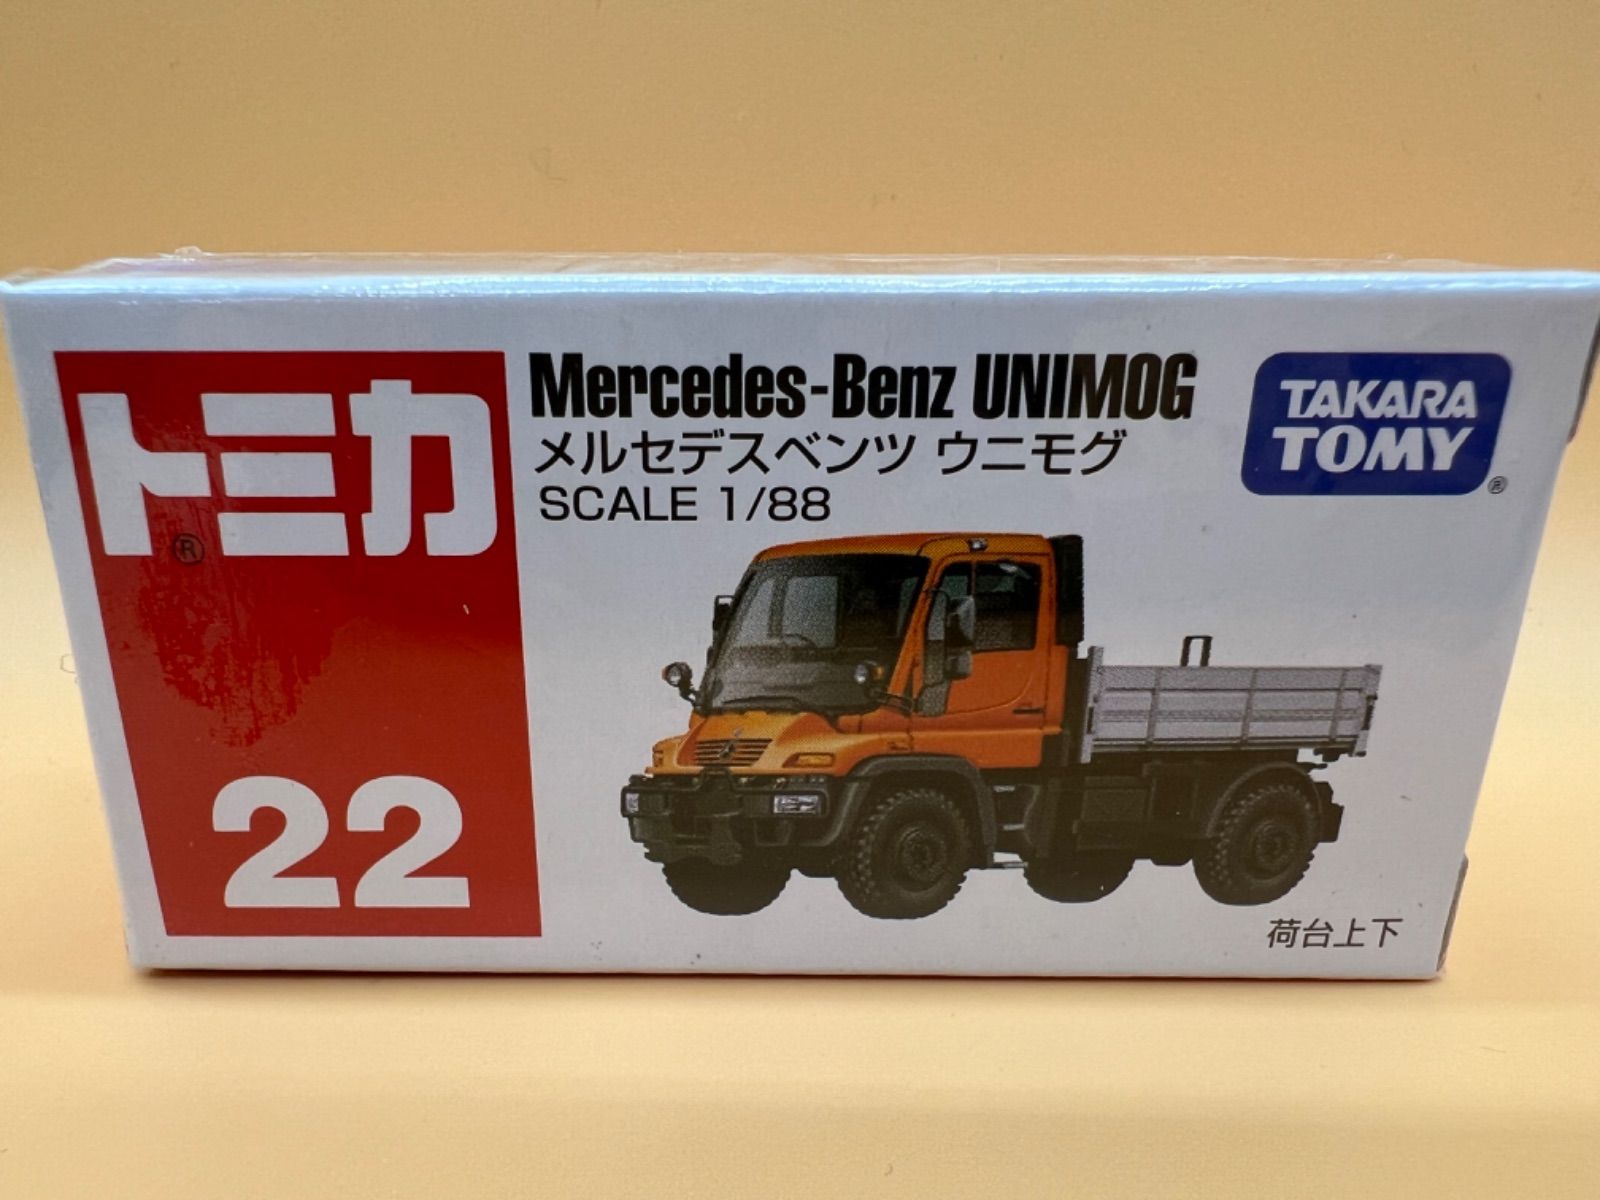 トミカ
®
22
Mercedes-Benz UNIMOG
メルセデスベンツ ウニモグ
SCALE 1/88
TAKARA
TOMY
®
荷台上下